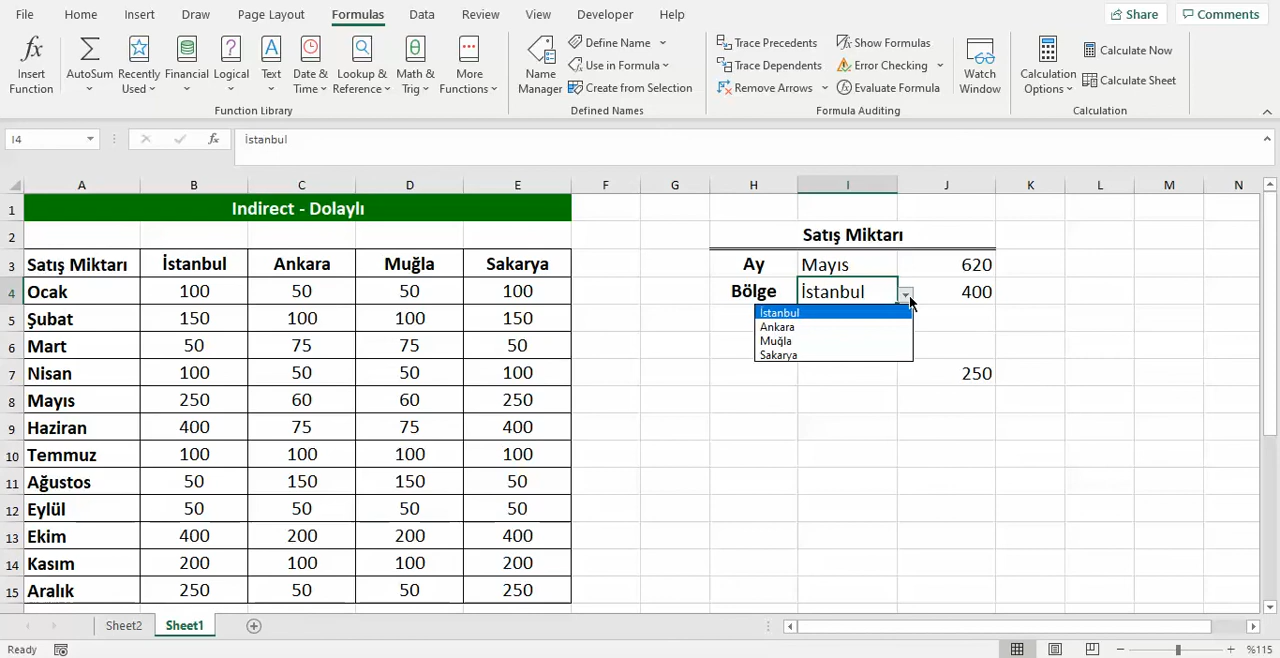 File Home Insert Draw Page Layout Formulas Data Review View Developer Help Share Comments
fx Insert Function
Σ AutoSum
Recently Used
Financial
Logical
Text
Date & Time
Lookup & Reference
Math & Trig
More Functions
Name Manager
Define Name
Use in Formula
Create from Selection
Trace Precedents
Trace Dependents
Remove Arrows
Show Formulas
Error Checking
Evaluate Formula
Watch Window
Calculation Options
Calculate Now
Calculate Sheet
Function Library Defined Names Formula Auditing Calculation
I4 fx İstanbul
A B C D E F G H I J K L M N
1 Indirect - Dolaylı
2 Satış Miktarı
3 Satış Miktarı İstanbul Ankara Muğla Sakarya Ay Mayıs 620
4 Ocak 100 50 50 100 Bölge İstanbul 400
İstanbul
Ankara
Muğla
Sakarya
5 Şubat 150 100 100 150
6 Mart 50 75 75 50
7 Nisan 100 50 50 100 250
8 Mayıs 250 60 60 250
9 Haziran 400 75 75 400
10 Temmuz 100 100 100 100
11 Ağustos 50 150 150 50
12 Eylül 50 50 50 50
13 Ekim 400 200 200 400
14 Kasım 200 100 100 200
15 Aralık 250 50 50 250
Sheet2 Sheet1
Ready %115